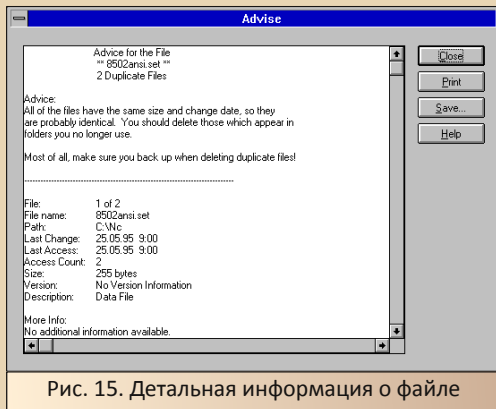 Advise
Advice for the File
** 8502ansi.set **
2 Duplicate Files
Advice:
All of the files have the same size and change date, so they
are probably identical. You should delete those which appear in
folders you no longer use.
Most of all, make sure you back up when deleting duplicate files!
--------------------------------------------------------------------------------
File: 1 of 2
File name: 8502ansi.set
Path: C:\Nc
Last Change: 25.05.95 9:00
Last Access: 25.05.95 9:00
Access Count: 2
Size: 255 bytes
Version: No Version Information
Description: Data File
More Info:
No additional information available.
Close
Print
Save...
Help
Рис. 15. Детальная информация о файле